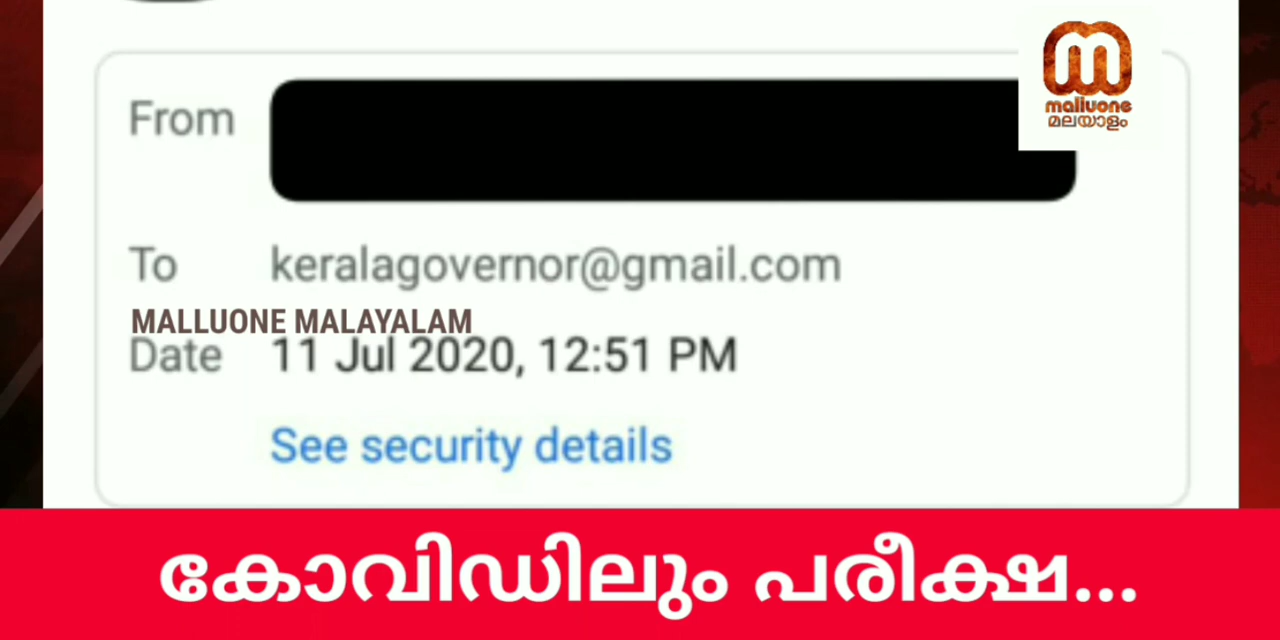 malluone
മലയാളം
From
To keralagovernor@gmail.com
MALLUONE MALAYALAM
Date 11 Jul 2020, 12:51 PM
See security details
കോവിഡിലും പരീക്ഷ...